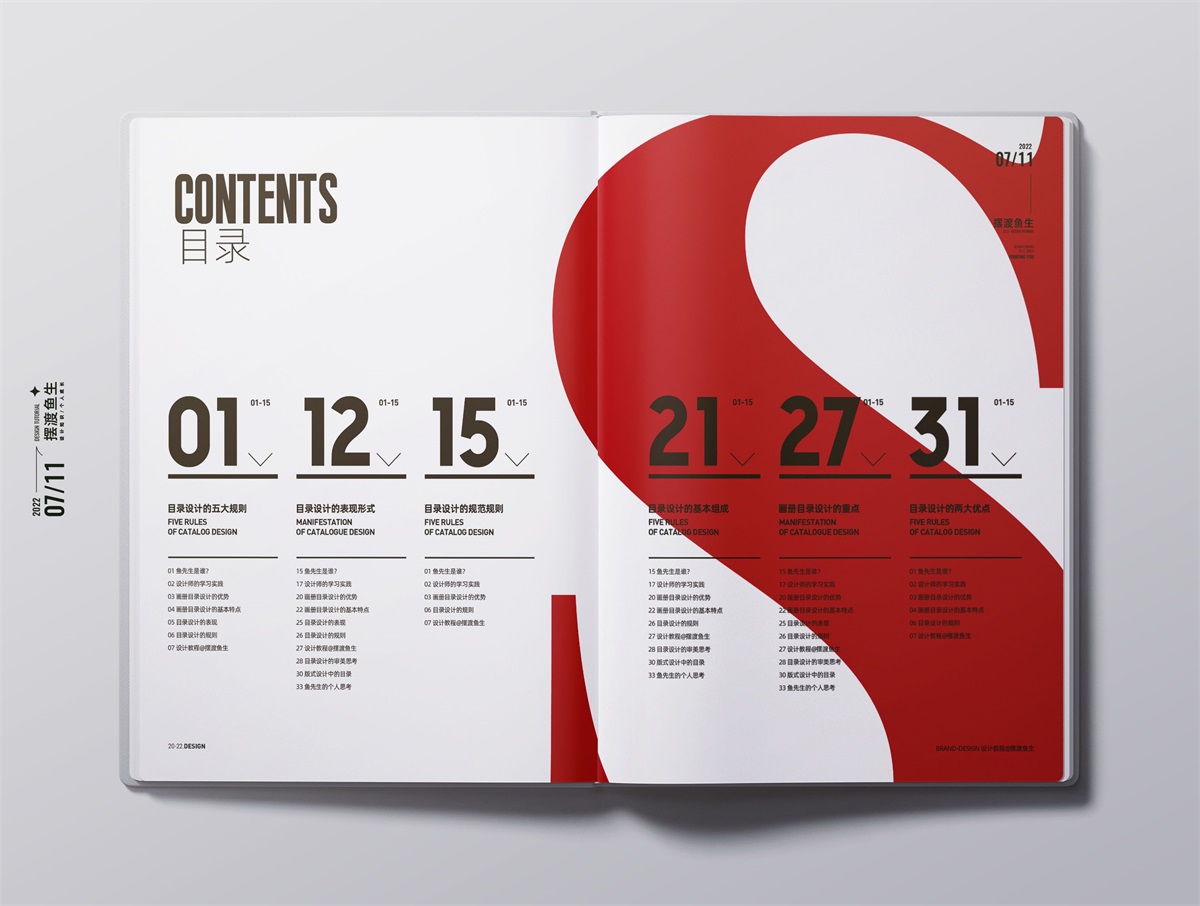 2022
07/11
DESIGN TUTORIAL
摆渡鱼生
设计知识/个人成长
CONTENTS
目录
01 01-15
目录设计的五大规则
FIVE RULES
OF CATALOG DESIGN
01 鱼先生是谁?
02 设计师的学习实践
03 画册目录设计的优势
04 画册目录设计的基本特点
05 目录设计的表现
06 目录设计的规则
07 设计教程@摆渡鱼生
12 01-15
目录设计的表现形式
MANIFESTATION
OF CATALOGUE DESIGN
15 鱼先生是谁?
17 设计师的学习实践
20 画册目录设计的优势
22 画册目录设计的基本特点
25 目录设计的表现
26 目录设计的规则
27 设计教程@摆渡鱼生
28 目录设计的审美思考
30 版式设计中的目录
33 鱼先生的个人思考
15 01-15
目录设计的规范规则
FIVE RULES
OF CATALOG DESIGN
01 鱼先生是谁?
02 设计师的学习实践
03 画册目录设计的优势
06 目录设计的规则
07 设计教程@摆渡鱼生
20-22.DESIGN
2022
07/11
摆渡鱼生
21 01-15
目录设计的基本组成
FIVE RULES
OF CATALOG DESIGN
15 鱼先生是谁?
17 设计师的学习实践
20 画册目录设计的优势
22 画册目录设计的基本特点
26 目录设计的规则
27 设计教程@摆渡鱼生
28 目录设计的审美思考
30 版式设计中的目录
33 鱼先生的个人思考
27 01-15
画册目录设计的重点
MANIFESTATION
OF CATALOGUE DESIGN
15 鱼先生是谁?
17 设计师的学习实践
20 画册目录设计的优势
22 画册目录设计的基本特点
25 目录设计的表现
26 目录设计的规则
27 设计教程@摆渡鱼生
28 目录设计的审美思考
30 版式设计中的目录
33 鱼先生的个人思考
31 01-15
目录设计的两大优点
FIVE RULES
OF CATALOG DESIGN
01 鱼先生是谁?
02 设计师的学习实践
03 画册目录设计的优势
04 画册目录设计的基本特点
06 目录设计的规则
07 设计教程@摆渡鱼生
BRAND-DESIGN 设计教程@摆渡鱼生